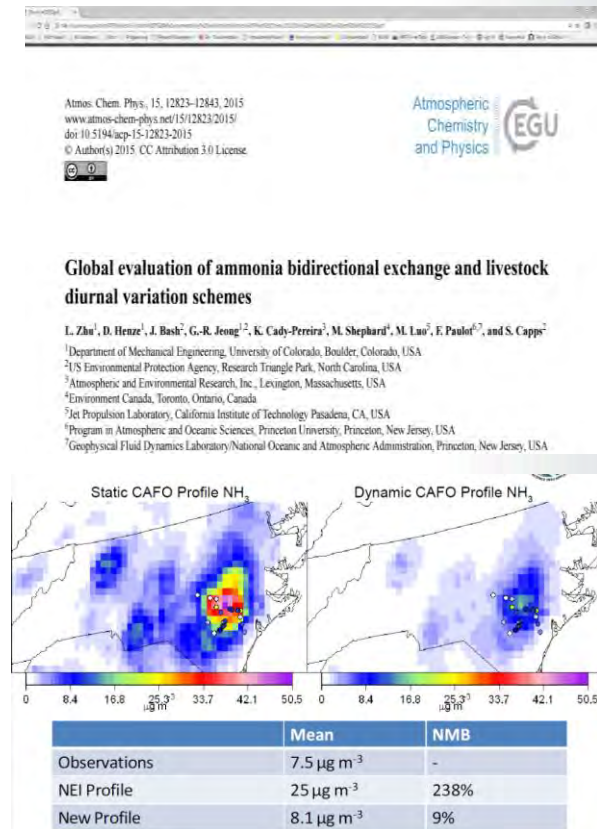 Atmos. Chem. Phys., 15, 12823–12843, 2015
www.atmos-chem-phys.net/15/12823/2015/
doi:10.5194/acp-15-12823-2015
© Author(s) 2015. CC Attribution 3.0 License.
Atmospheric
Chemistry
and Physics
EGU
Global evaluation of ammonia bidirectional exchange and livestock
diurnal variation schemes
L. Zhu1, D. Henze1, J. Bash2, G.-R. Jeong1,2, K. Cady-Pereira3, M. Shephard4, M. Luo5, F. Paulot6,7, and S. Capps2
1Department of Mechanical Engineering, University of Colorado, Boulder, Colorado, USA
2US Environmental Protection Agency, Research Triangle Park, North Carolina, USA
3Atmospheric and Environmental Research, Inc., Lexington, Massachusetts, USA
4Environment Canada, Toronto, Ontario, Canada
5Jet Propulsion Laboratory, California Institute of Technology Pasadena, CA, USA
6Program in Atmospheric and Oceanic Sciences, Princeton University, Princeton, New Jersey, USA
7Geophysical Fluid Dynamics Laboratory/National Oceanic and Atmospheric Administration, Princeton, New Jersey, USA
Static CAFO Profile NH3
Dynamic CAFO Profile NH3
0 8.4 16.8 25.3 33.7 42.1 50.5
µg m-3
0 8.4 16.8 25.3 33.7 42.1 50.5
µg m-3
Mean NMB
Observations 7.5 µg m-3 -
NEI Profile 25 µg m-3 238%
New Profile 8.1 µg m-3 9%